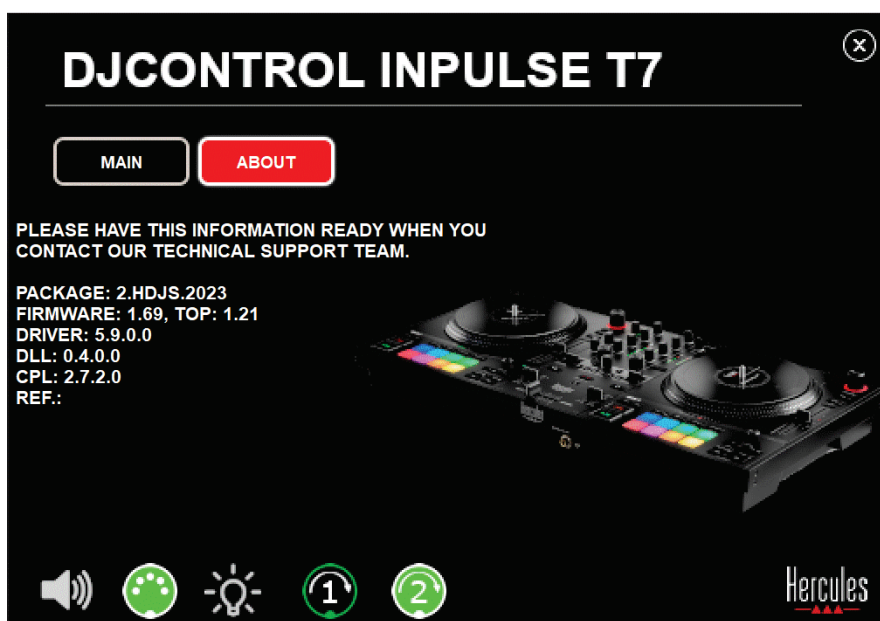 DJCONTROL INPULSE T7
MAIN
ABOUT
PLEASE HAVE THIS INFORMATION READY WHEN YOU
CONTACT OUR TECHNICAL SUPPORT TEAM.
PACKAGE: 2.HDJS.2023
FIRMWARE: 1.69, TOP: 1.21
DRIVER: 5.9.0.0
DLL: 0.4.0.0
CPL: 2.7.2.0
REF.:
1
2
Hercules